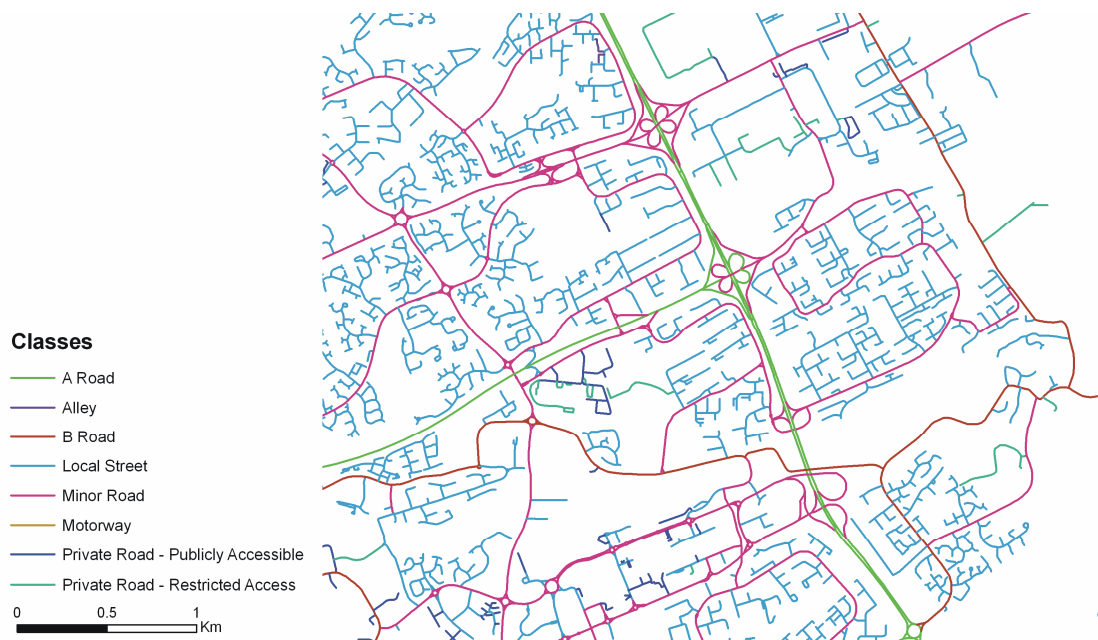 Classes
A Road
Alley
B Road
Local Street
Minor Road
Motorway
Private Road - Publicly Accessible
Private Road - Restricted Access
0 0.5 1
Km